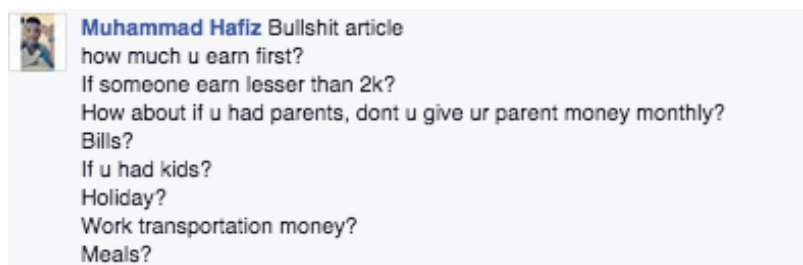 Muhammad Hafiz Bullshit article
how much u earn first?
If someone earn lesser than 2k?
How about if u had parents, dont u give ur parent money monthly?
Bills?
If u had kids?
Holiday?
Work transportation money?
Meals?